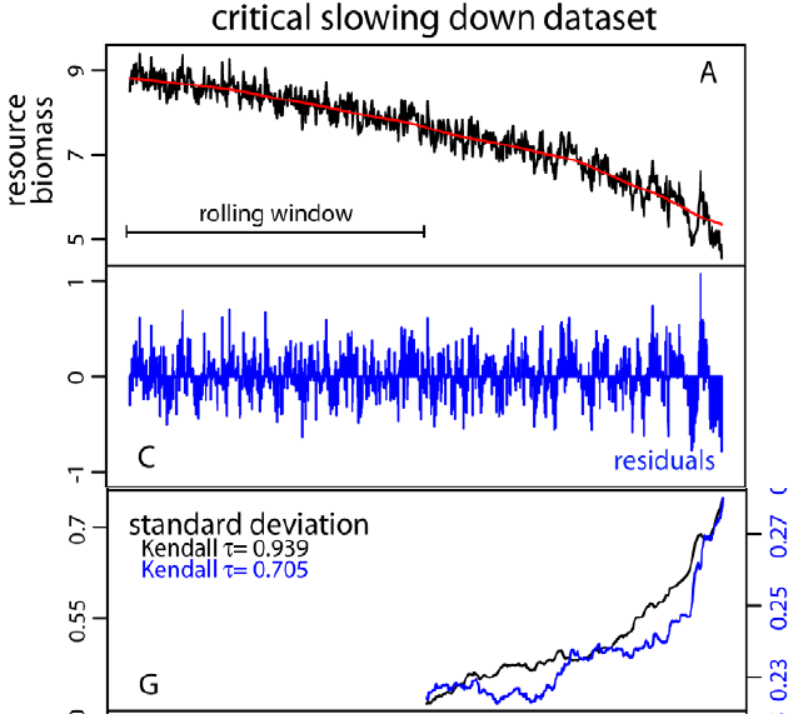 critical slowing down dataset
A
resource
biomass
9
7
5
rolling window
1
0
-1
C
residuals
standard deviation
Kendall τ= 0.939
Kendall τ= 0.705
0.7
0.55
G
0.27
0.25
0.23